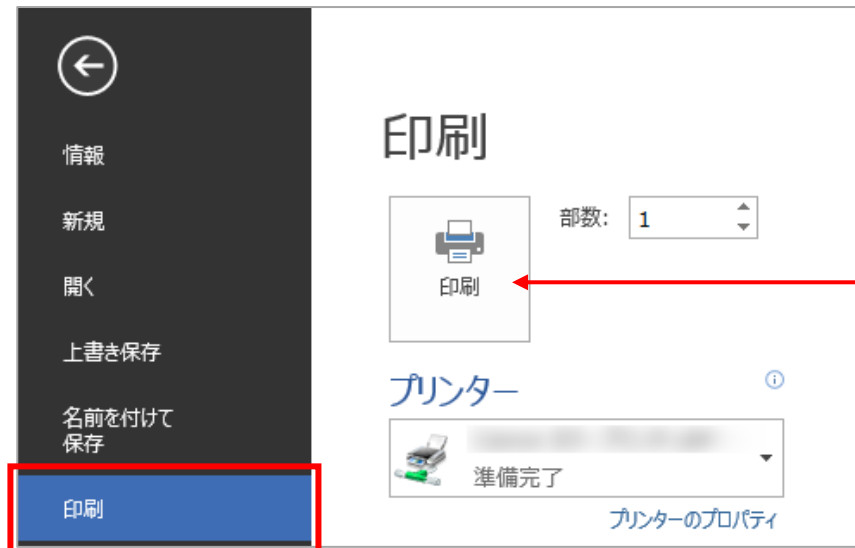 情報
新規
開く
上書き保存
名前を付けて
保存
印刷
印刷
部数: 1
印刷
プリンター
準備完了
プリンターのプロパティ